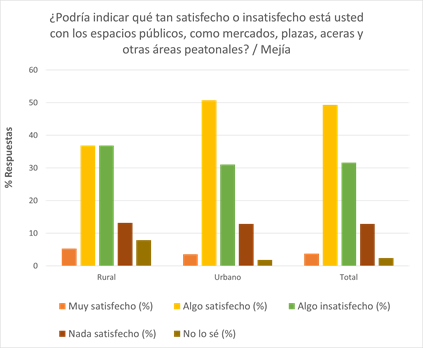 ¿Podría indicar qué tan satisfecho o insatisfecho está usted
con los espacios públicos, como mercados, plazas, aceras y
otras áreas peatonales? / Mejía
60
50
40
30
20
10
0
% Respuestas
Rural Urbano Total
Muy satisfecho (%) Algo satisfecho (%) Algo insatisfecho (%)
Nada satisfecho (%) No lo sé (%)